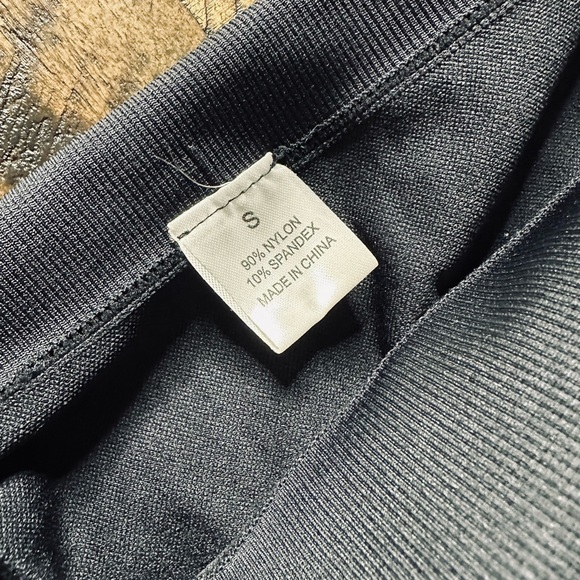 S
90% NYLON
10% SPANDEX
MADE IN CHINA